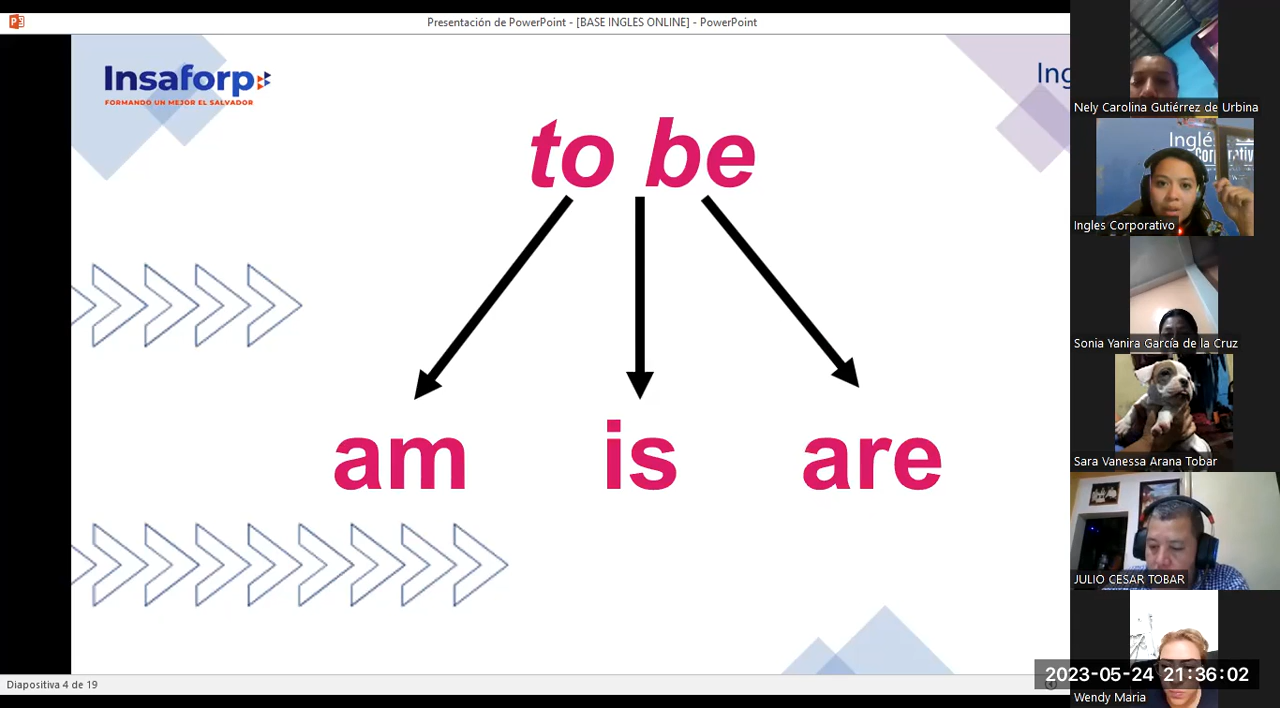 Presentación de PowerPoint - [BASE INGLES ONLINE] - PowerPoint
Insaforp
FORMANDO UN MEJOR EL SALVADOR
Ing
to be
am is are
Diapositiva 4 de 19
Nely Carolina Gutiérrez de Urbina
Inglés
Corporativo
Ingles Corporativo
Sonia Yanira García de la Cruz
Sara Vanessa Arana Tobar
JULIO CESAR TOBAR
2023-05-24 21:36:02
Wendy Maria